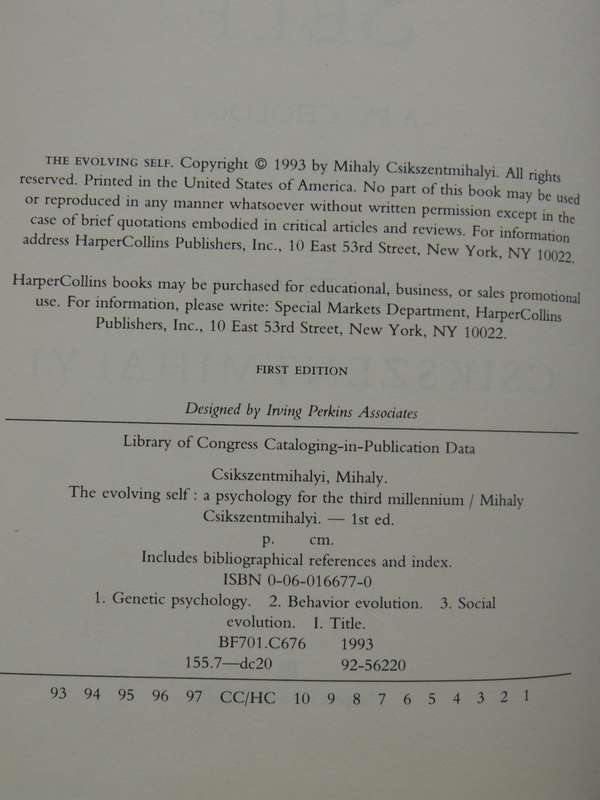 THE EVOLVING SELF. Copyright © 1993 by Mihaly Csikszentmihalyi. All rights
reserved. Printed in the United States of America. No part of this book may be used
or reproduced in any manner whatsoever without written permission except in the
case of brief quotations embodied in critical articles and reviews. For information
address HarperCollins Publishers, Inc., 10 East 53rd Street, New York, NY 10022.
HarperCollins books may be purchased for educational, business, or sales promotional
use. For information, please write: Special Markets Department, HarperCollins
Publishers, Inc., 10 East 53rd Street, New York, NY 10022.
FIRST EDITION
Designed by Irving Perkins Associates
Library of Congress Cataloging-in-Publication Data
Csikszentmihalyi, Mihaly.
The evolving self : a psychology for the third millennium / Mihaly
Csikszentmihalyi. — 1st ed.
p. cm.
Includes bibliographical references and index.
ISBN 0-06-016677-0
1. Genetic psychology. 2. Behavior evolution. 3. Social
evolution. I. Title.
BF701.C676 1993
155.7—dc20 92-56220
93 94 95 96 97 CC/HC 10 9 8 7 6 5 4 3 2 1